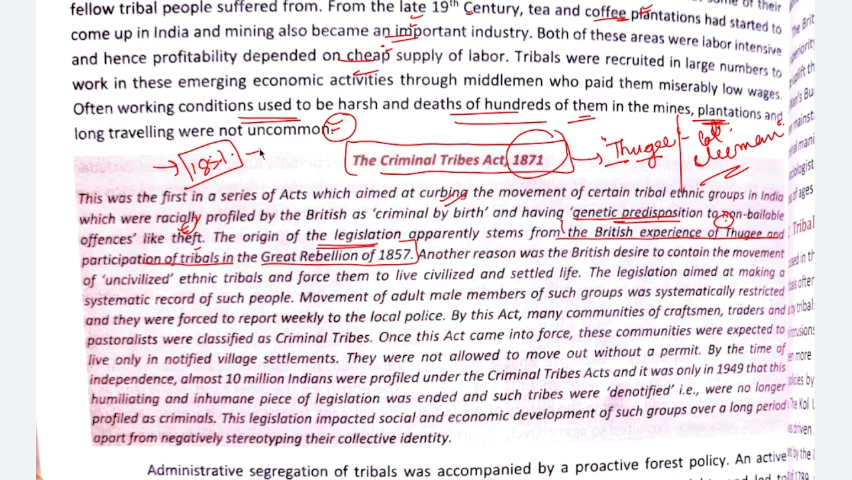 fellow tribal people suffered from. From the late 19th Century, tea and coffee plantations had started to
come up in India and mining also became an important industry. Both of these areas were labor intensive
and hence profitability depended on cheap supply of labor. Tribals were recruited in large numbers to
work in these emerging economic activities through middlemen who paid them miserably low wages.
Often working conditions used to be harsh and deaths of hundreds of them in the mines, plantations and
long travelling were not uncommon.
The Criminal Tribes Act, 1871
Thugee
This was the first in a series of Acts which aimed at curbing the movement of certain tribal ethnic groups in India
which were racially profiled by the British as 'criminal by birth' and having 'genetic predisposition to non-bailable
offences' like theft. The origin of the legislation apparently stems from the British experience of Thugee and
participation of tribals in the Great Rebellion of 1857. Another reason was the British desire to contain the movement
of 'uncivilized' ethnic tribals and force them to live civilized and settled life. The legislation aimed at making a
systematic record of such people. Movement of adult male members of such groups was systematically restricted
and they were forced to report weekly to the local police. By this Act, many communities of craftsmen, traders and
pastoralists were classified as Criminal Tribes. Once this Act came into force, these communities were expected to
live only in notified village settlements. They were not allowed to move out without a permit. By the time of
independence, almost 10 million Indians were profiled under the Criminal Tribes Acts and it was only in 1949 that this
humiliating and inhumane piece of legislation was ended and such tribes were 'denotified' i.e., were no longer
profiled as criminals. This legislation impacted social and economic development of such groups over a long period
apart from negatively stereotyping their collective identity.
Administrative segregation of tribals was accompanied by a proactive forest policy. An active